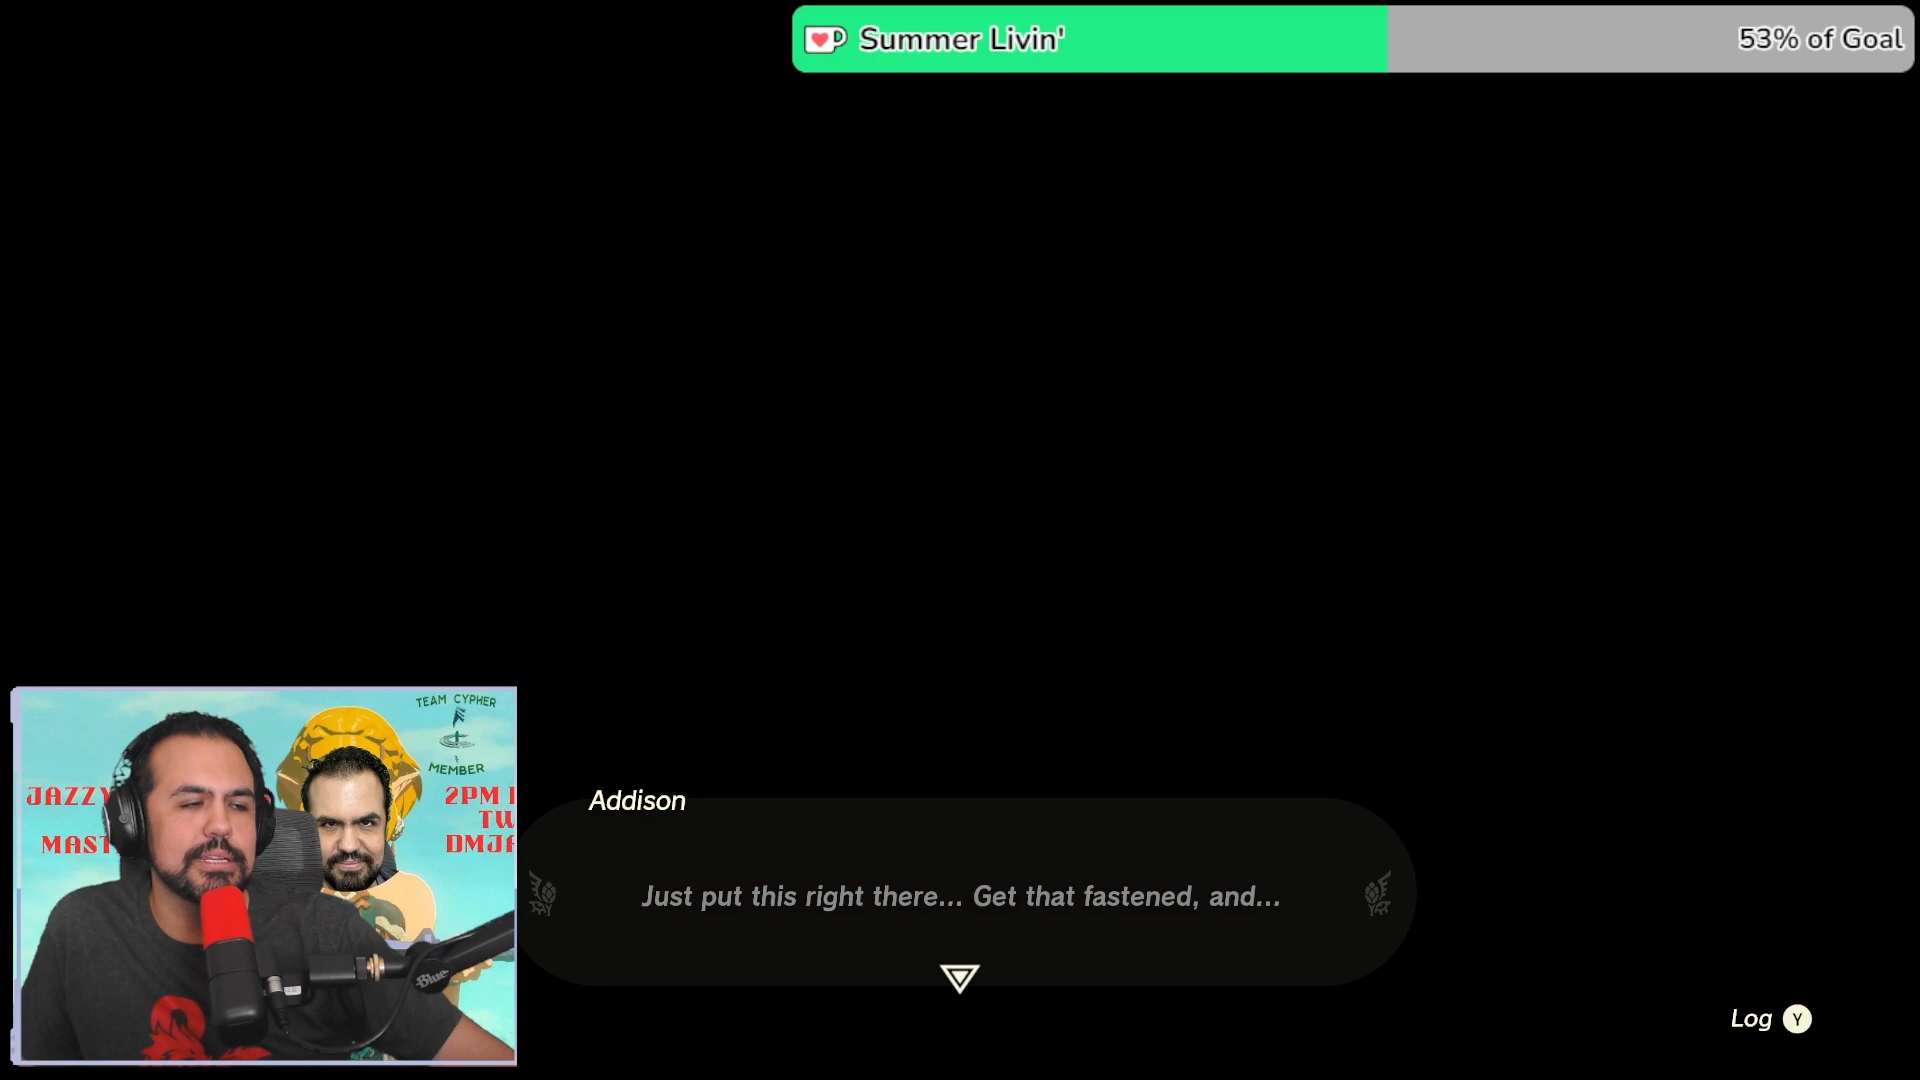 Summer Livin'
53% of Goal
TEAM CYPHER
MEMBER
JAZZY
MAST
2PM
TW
Addison
Just put this right there... Get that fastened, and...
Blue
Log Y